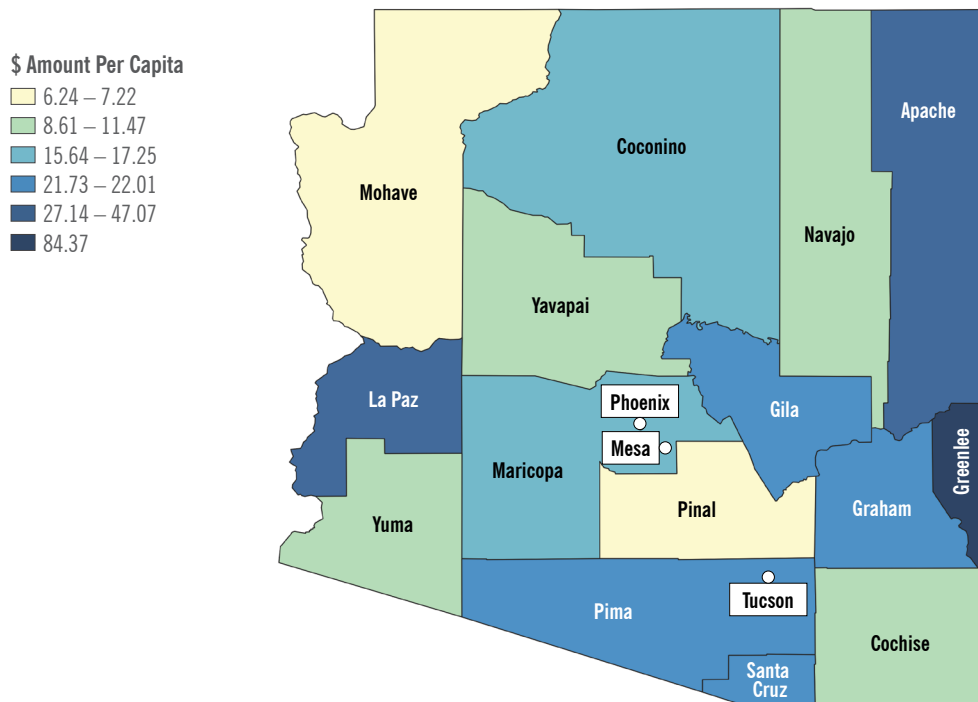 $ Amount Per Capita
6.24 – 7.22
8.61 – 11.47
15.64 – 17.25
21.73 – 22.01
27.14 – 47.07
84.37
Apache
Coconino
Mohave
Navajo
Yavapai
La Paz
Phoenix
Gila
Mesa
Greenlee
Maricopa
Pinal
Graham
Yuma
Tucson
Pima
Cochise
Santa
Cruz